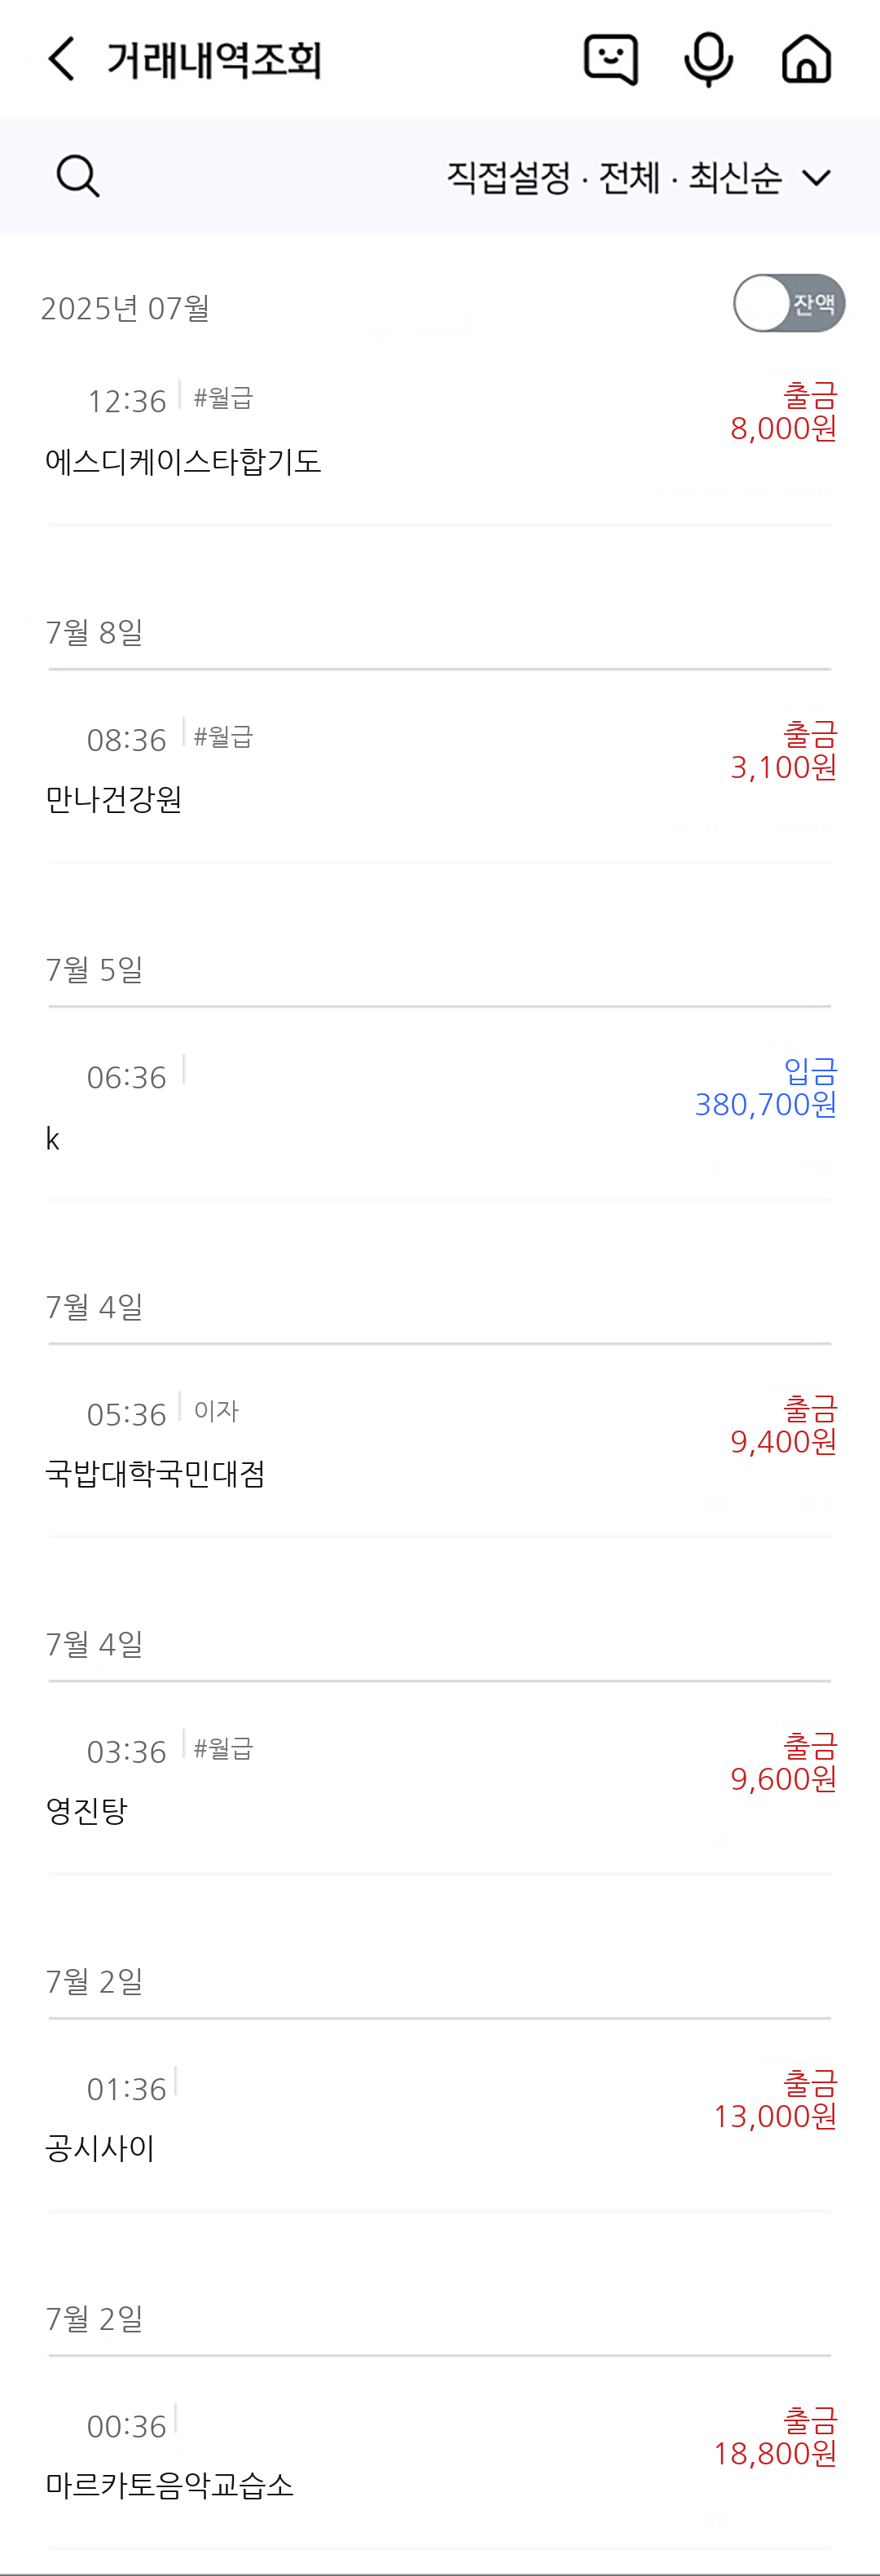 거래내역조회
직접설정 · 전체 · 최신순
2025년 07월
잔액
12:36 #월급
출금
8,000원
에스디케이스타합기도
7월 8일
08:36 #월급
출금
3,100원
만나건강원
7월 5일
06:36
입금
380,700원
k
7월 4일
05:36 이자
출금
9,400원
국밥대학국민대점
7월 4일
03:36 #월급
출금
9,600원
영진탕
7월 2일
01:36
출금
13,000원
공시사이
7월 2일
00:36
출금
18,800원
마르카토음악교습소